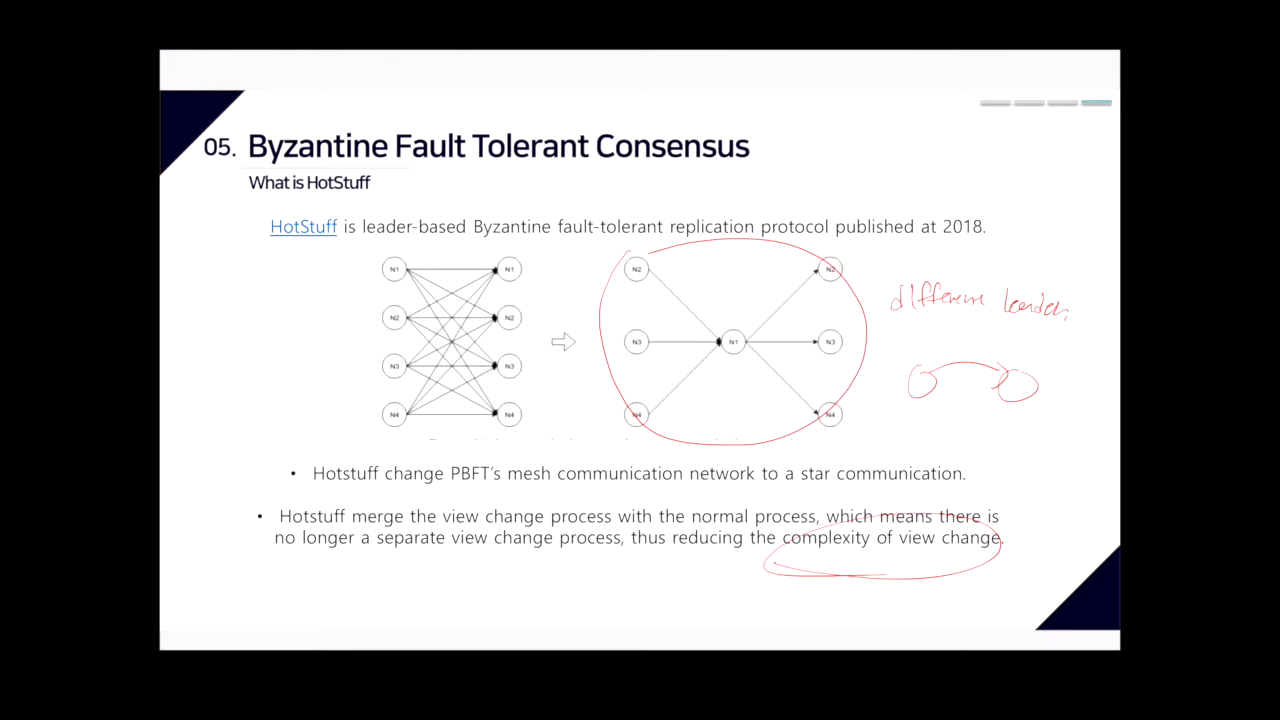 05. Byzantine Fault Tolerant Consensus
What is HotStuff
HotStuff is leader-based Byzantine fault-tolerant replication protocol published at 2018.
N1 N1 N2 N2
N2 N2 different
N3 N1 N3
N3 N3
N4 N4 N4 N4
• Hotstuff change PBFT's mesh communication network to a star communication.
• Hotstuff merge the view change process with the normal process, which means there is
no longer a separate view change process, thus reducing the complexity of view change.